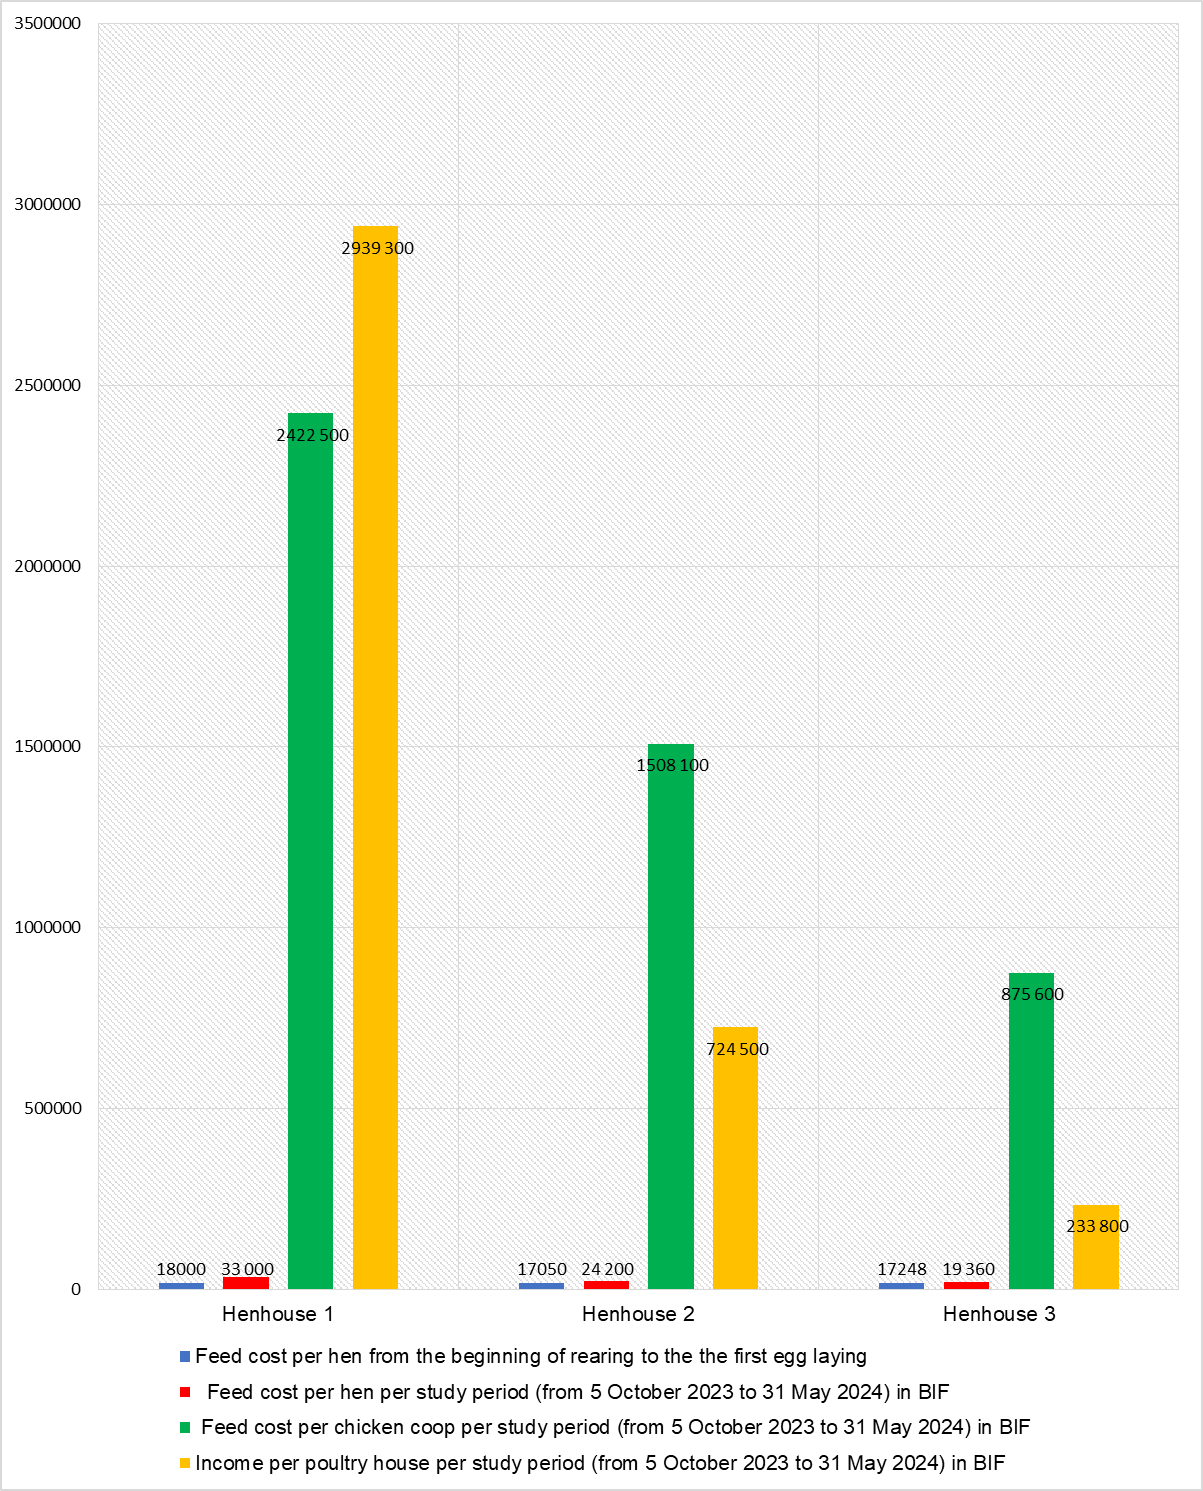 3500000
3000000
2939 300
2500000
2422 500
2000000
1500000
1508 100
1000000
875 600
724 500
500000
233 800
18000 33 000 17050 24 200 17248 19 360
0
Henhouse 1 Henhouse 2 Henhouse 3
Feed cost per hen from the beginning of rearing to the the first egg laying
Feed cost per hen per study period (from 5 October 2023 to 31 May 2024) in BIF
Feed cost per chicken coop per study period (from 5 October 2023 to 31 May 2024) in BIF
Income per poultry house per study period (from 5 October 2023 to 31 May 2024) in BIF